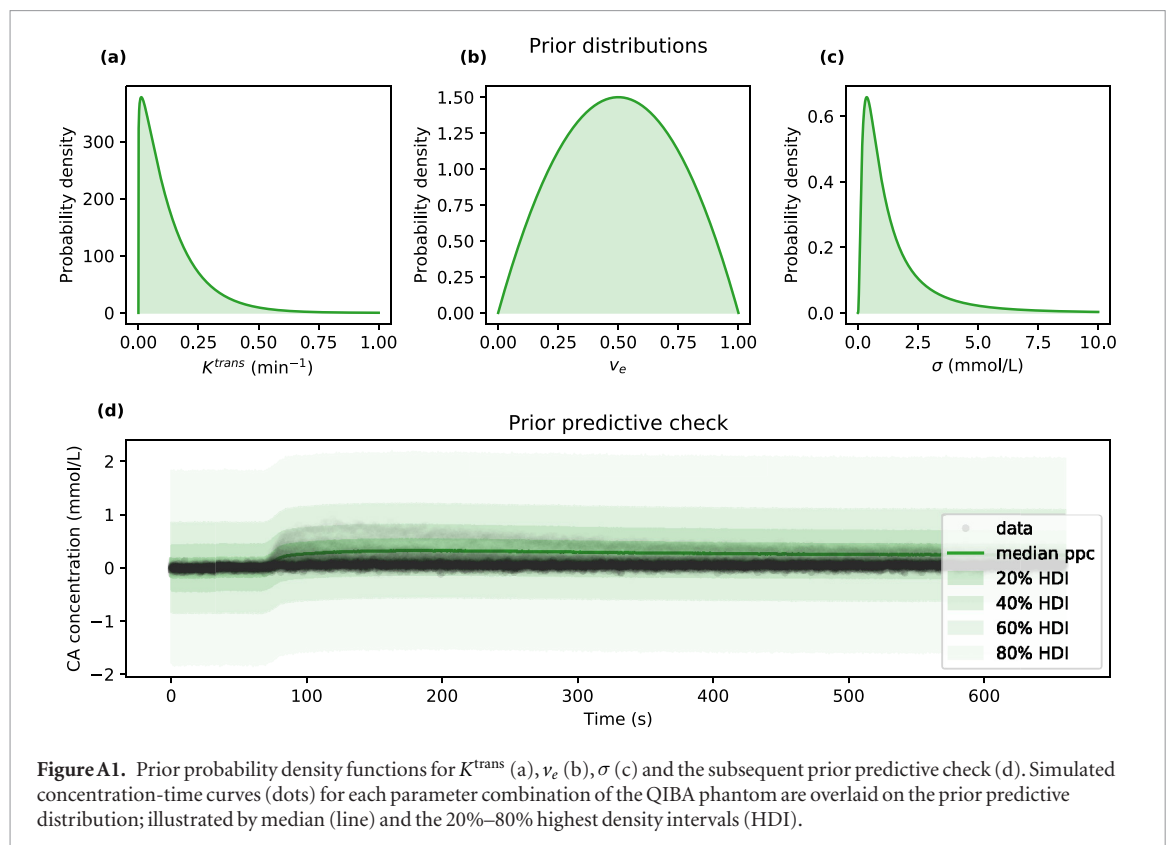 Prior distributions
(a)
(b)
(c)
Probability density
300
200
100
0
0.00 0.25 0.50 0.75 1.00
K^trans (min⁻¹)
Probability density
1.50
1.25
1.00
0.75
0.50
0.25
0.00
0.00 0.25 0.50 0.75 1.00
v_e
Probability density
0.6
0.4
0.2
0.0
0.0 2.5 5.0 7.5 10.0
σ (mmol/L)
(d)
Prior predictive check
CA concentration (mmol/L)
2
1
0
−1
−2
0 100 200 300 400 500 600
Time (s)
data
median ppc
20% HDI
40% HDI
60% HDI
80% HDI
Figure A1. Prior probability density functions for K^trans (a), v_e (b), σ (c) and the subsequent prior predictive check (d). Simulated
concentration-time curves (dots) for each parameter combination of the QIBA phantom are overlaid on the prior predictive
distribution; illustrated by median (line) and the 20%–80% highest density intervals (HDI).